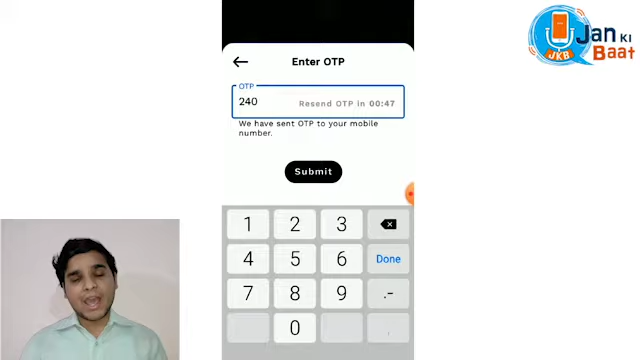 Jan Ki
Baat
JKB
Enter OTP
OTP
240
Resend OTP in 00:47
We have sent OTP to your mobile
number.
Submit
1 2 3
4 5 6 Done
7 8 9 .-
0 ,